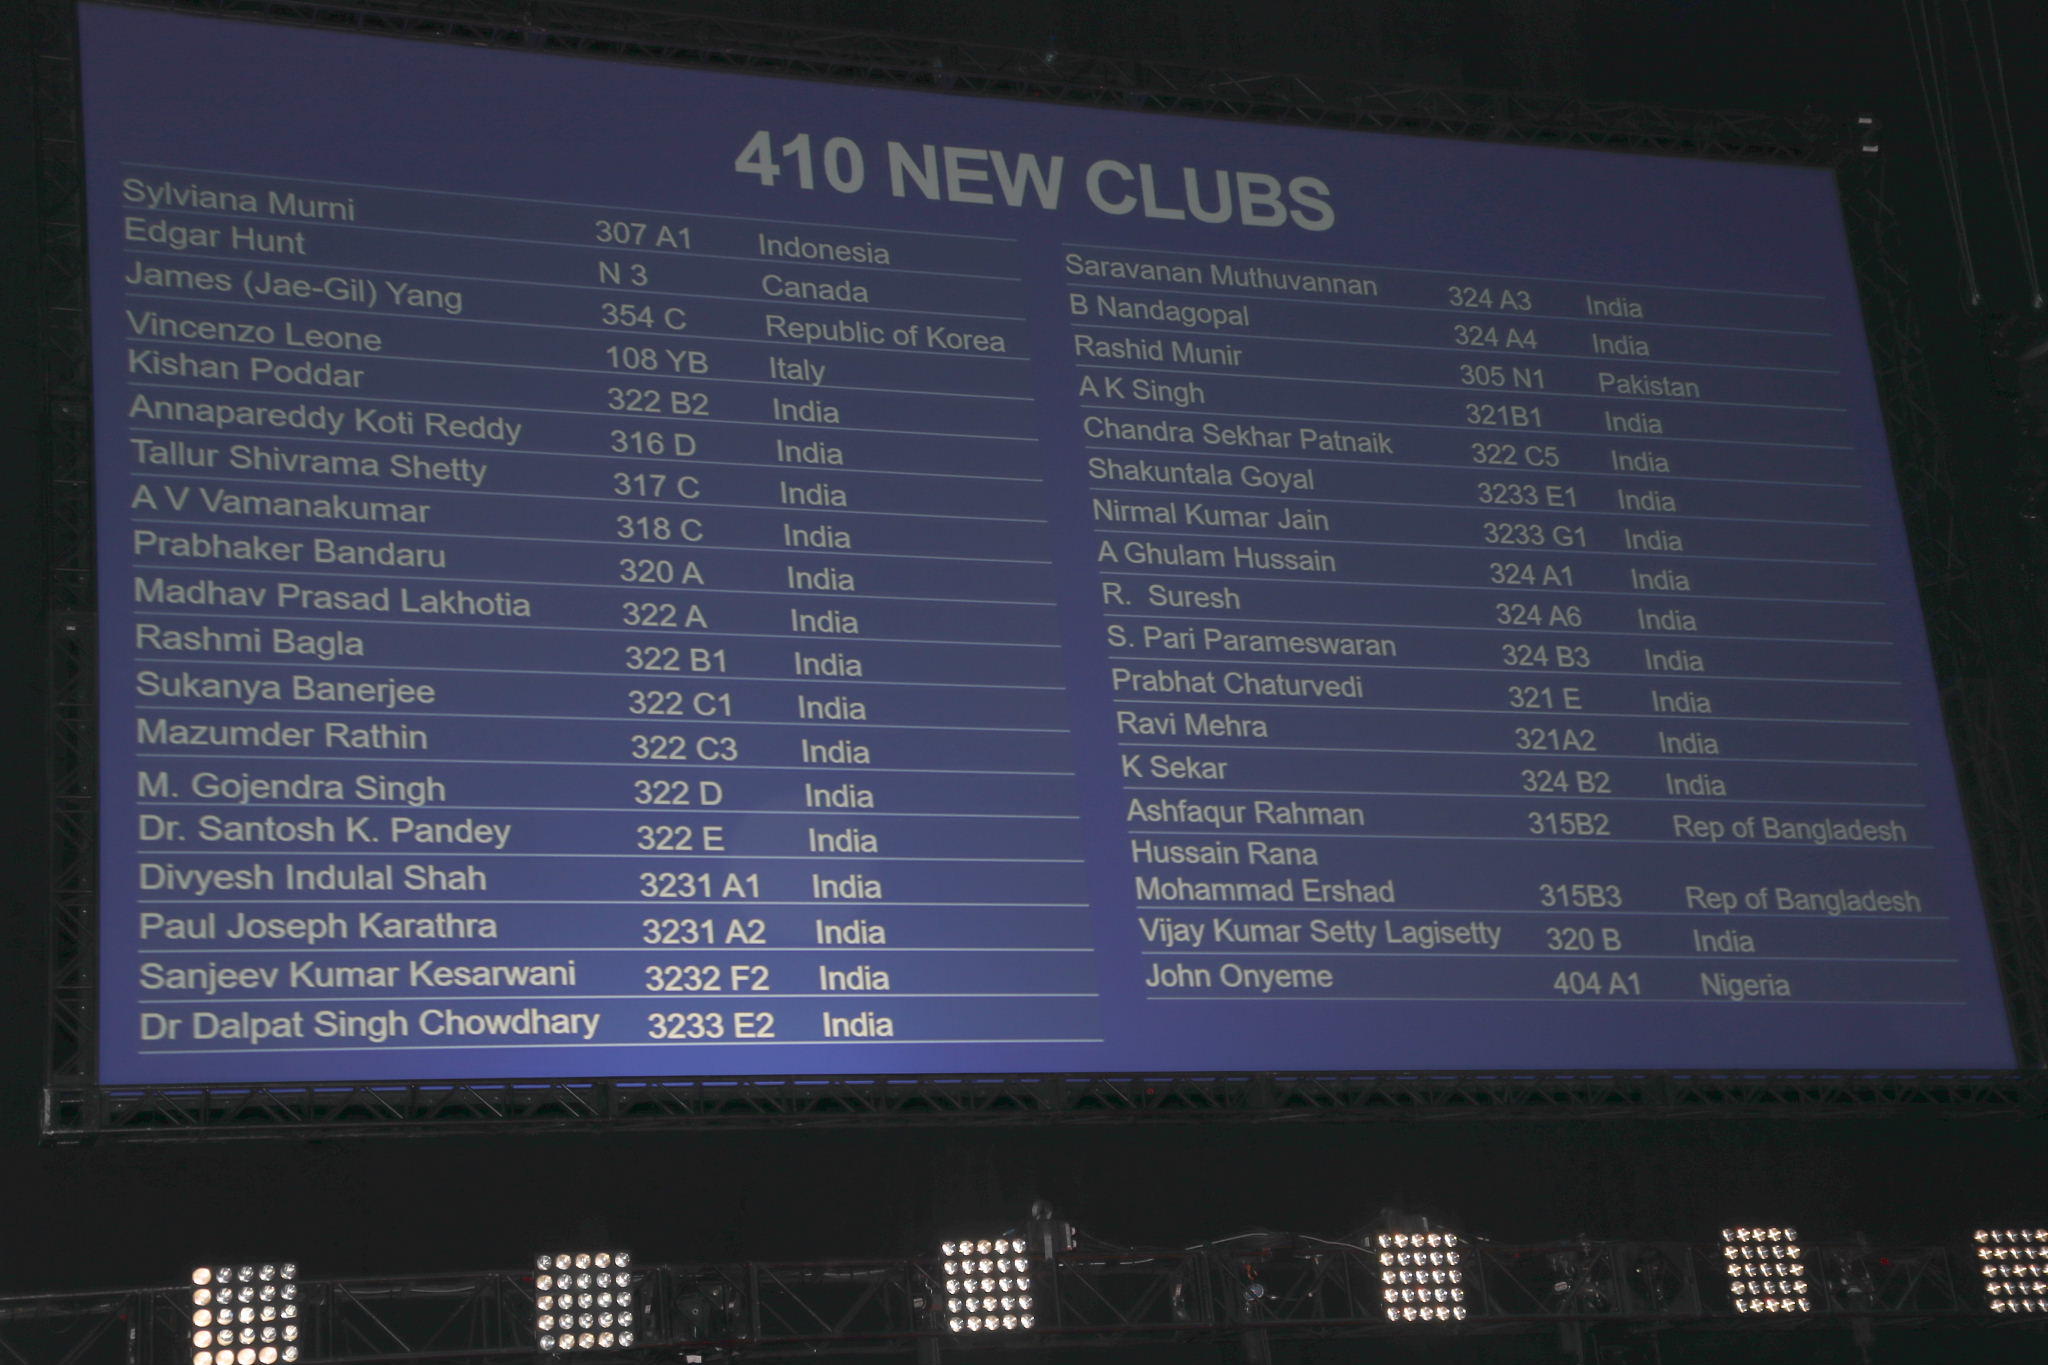 410 NEW CLUBS
Sylviana Murni 307 A1 Indonesia
Edgar Hunt N 3 Canada
James (Jae-Gil) Yang 354 C Republic of Korea
Vincenzo Leone 108 YB Italy
Kishan Poddar 322 B2 India
Annapareddy Koti Reddy 316 D India
Tallur Shivrama Shetty 317 C India
A V Vamanakumar 318 C India
Prabhaker Bandaru 320 A India
Madhav Prasad Lakhotia 322 A India
Rashmi Bagla 322 B1 India
Sukanya Banerjee 322 C1 India
Mazumder Rathin 322 C3 India
M. Gojendra Singh 322 D India
Dr. Santosh K. Pandey 322 E India
Divyesh Indulal Shah 3231 A1 India
Paul Joseph Karathra 3231 A2 India
Sanjeev Kumar Kesarwani 3232 F2 India
Dr Dalpat Singh Chowdhary 3233 E2 India
Saravanan Muthuvannan 324 A3 India
B Nandagopal 324 A4 India
Rashid Munir 305 N1 Pakistan
A K Singh 321B1 India
Chandra Sekhar Patnaik 322 C5 India
Shakuntala Goyal 3233 E1 India
Nirmal Kumar Jain 3233 G1 India
A Ghulam Hussain 324 A1 India
R. Suresh 324 A6 India
S. Pari Parameswaran 324 B3 India
Prabhat Chaturvedi 321 E India
Ravi Mehra 321A2 India
K Sekar 324 B2 India
Ashfaqur Rahman 315B2 Rep of Bangladesh
Hussain Rana
Mohammad Ershad 315B3 Rep of Bangladesh
Vijay Kumar Setty Lagisetty 320 B India
John Onyeme 404 A1 Nigeria